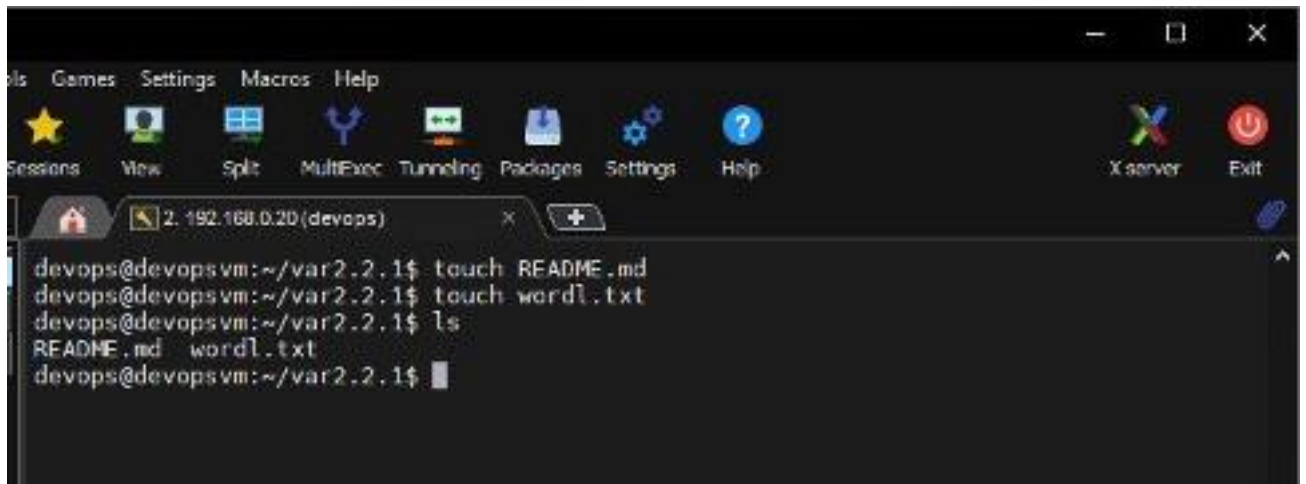 ols Games Settings Macros Help
Sessions View Split MultiExec Tunneling Packages Settings Help X server Exit
2. 192.168.0.20 (devops)
devops@devopsvm:~/var2.2.1$ touch README.md
devops@devopsvm:~/var2.2.1$ touch wordl.txt
devops@devopsvm:~/var2.2.1$ ls
README.md wordl.txt
devops@devopsvm:~/var2.2.1$